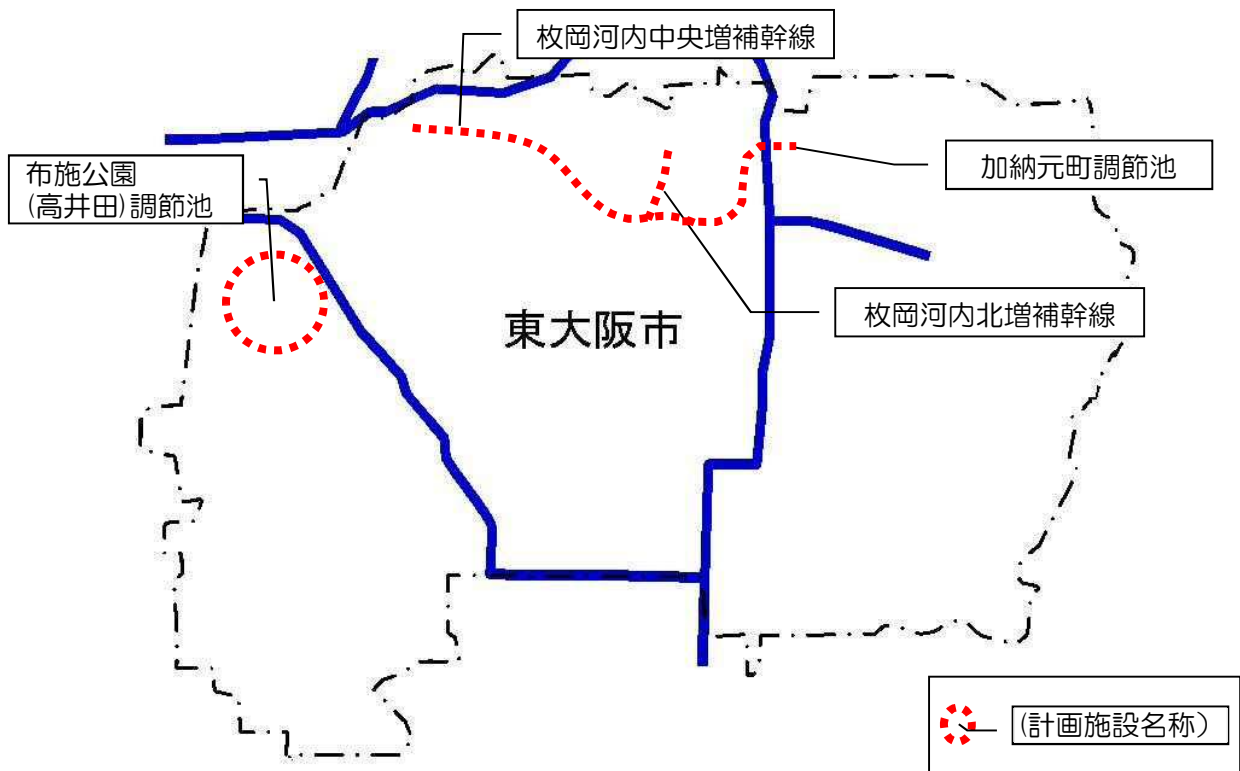 枚岡河内中央増補幹線
布施公園
(高井田)調節池
加納元町調節池
枚岡河内北増補幹線
東大阪市
(計画施設名称）